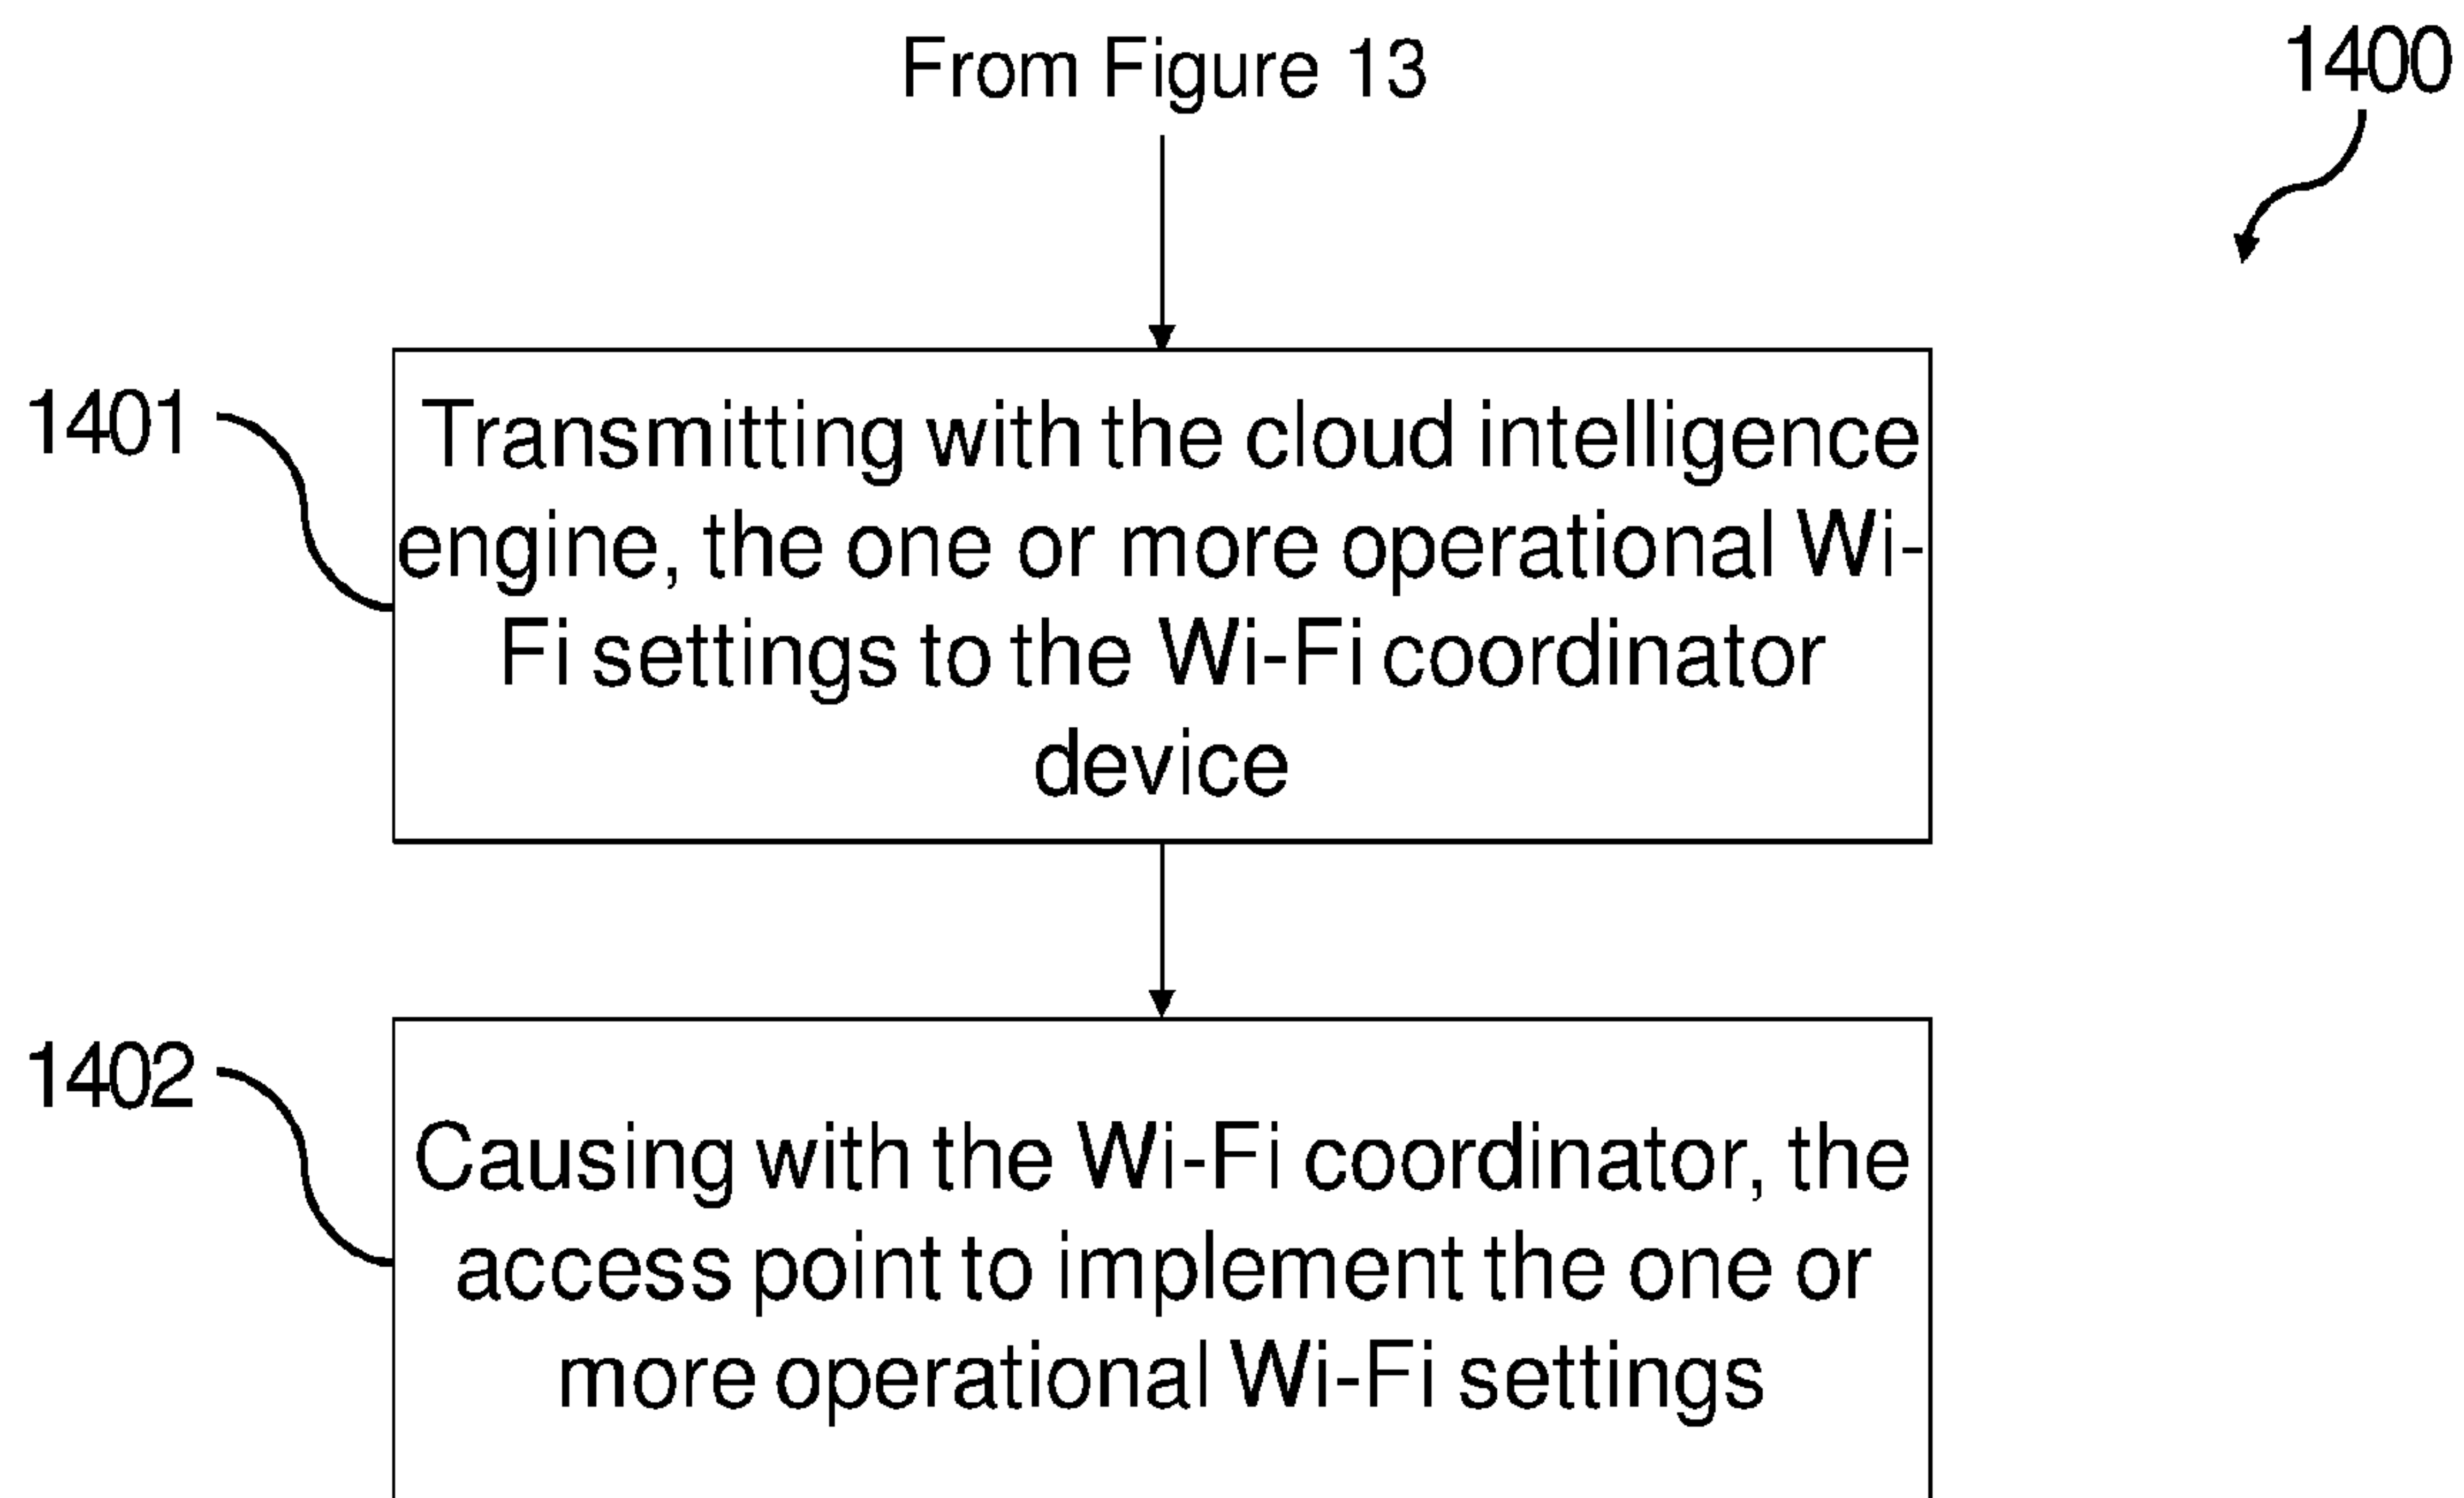 From Figure 13
1400
1401
Transmitting with the cloud intelligence
engine, the one or more operational Wi-
Fi settings to the Wi-Fi coordinator
device
1402
Causing with the Wi-Fi coordinator, the
access point to implement the one or
more operational Wi-Fi settings